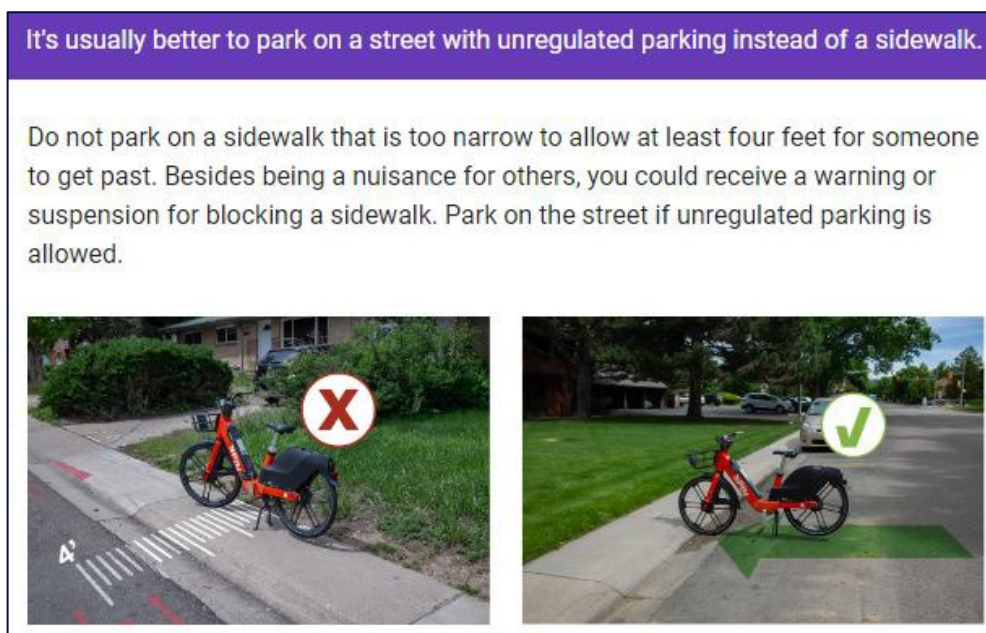 It's usually better to park on a street with unregulated parking instead of a sidewalk.
Do not park on a sidewalk that is too narrow to allow at least four feet for someone
to get past. Besides being a nuisance for others, you could receive a warning or
suspension for blocking a sidewalk. Park on the street if unregulated parking is
allowed.
X
4'